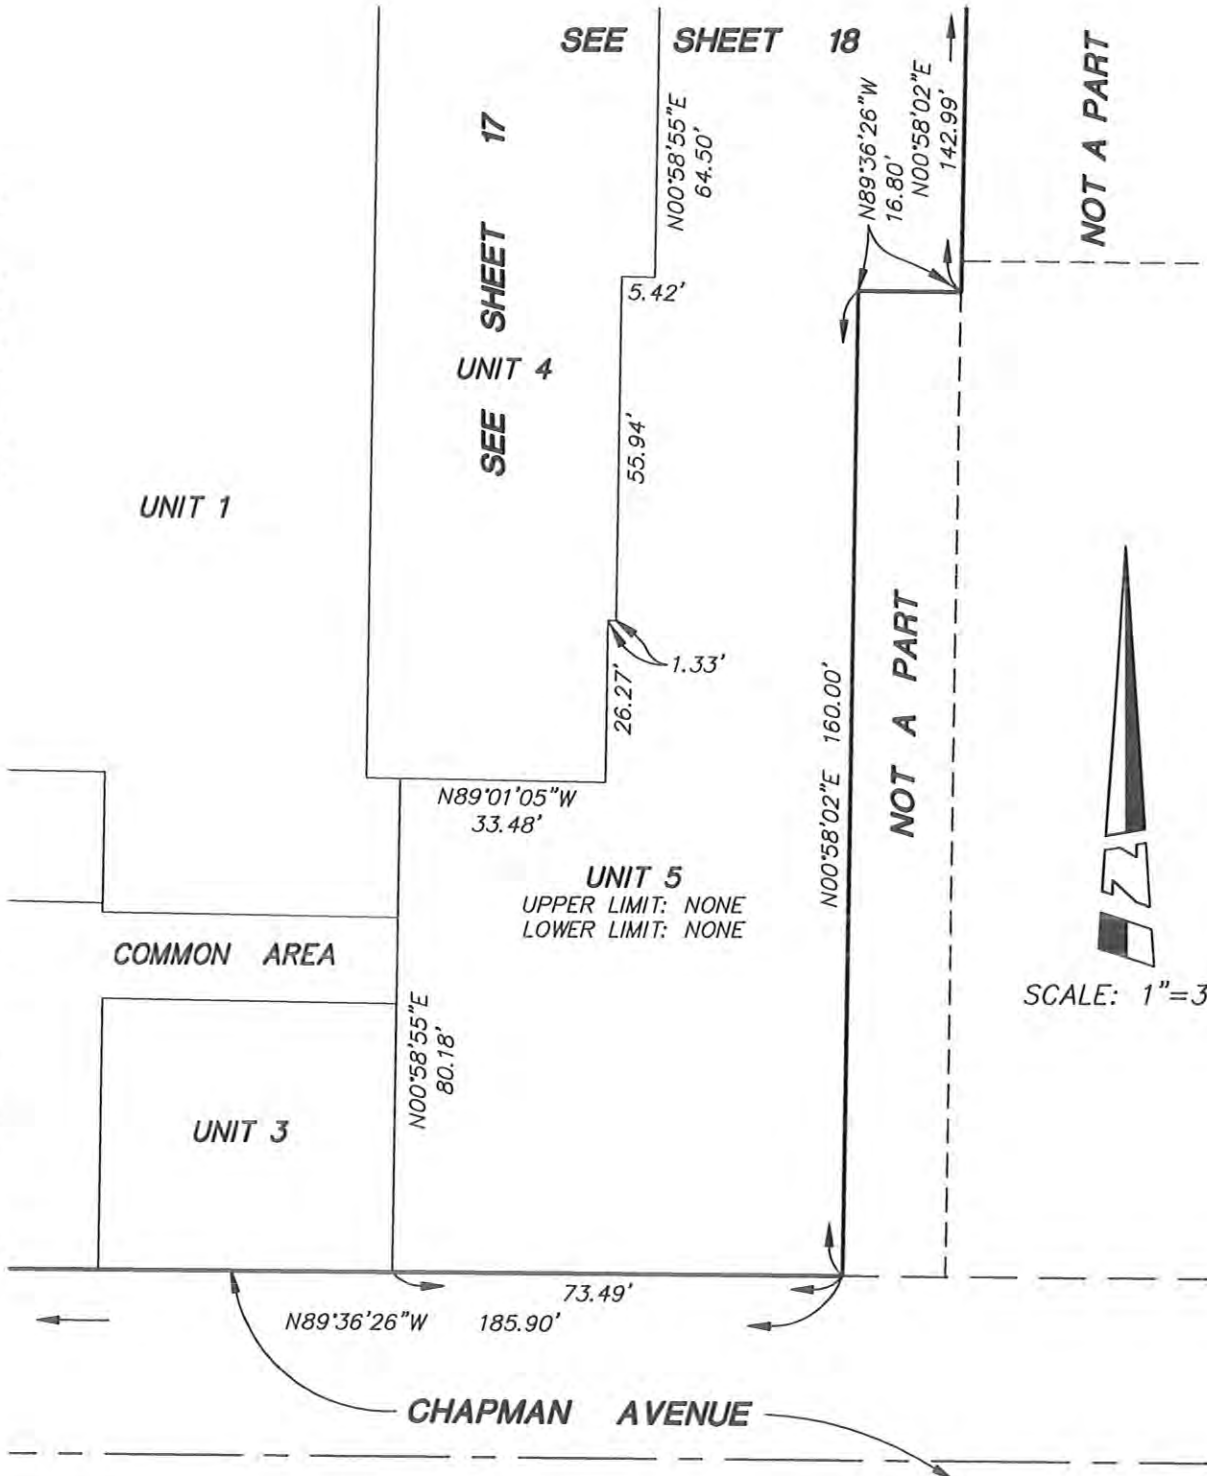 SEE SHEET 18
N00°58'55"E
64.50'
N89°36'26"W
16.80'
N00°58'02"E
142.99'
NOT A PART
SEE SHEET 17
5.42'
UNIT 4
55.94'
UNIT 1
1.33'
26.27'
N00°58'02"E 160.00'
NOT A PART
N89°01'05"W
33.48'
UNIT 5
UPPER LIMIT: NONE
LOWER LIMIT: NONE
COMMON AREA
N
SCALE: 1"=3
N00°58'55"E
80.18'
UNIT 3
73.49'
N89°36'26"W 185.90'
CHAPMAN AVENUE